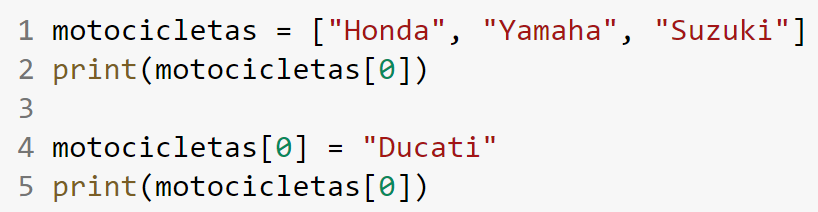 1 motocicletas = ["Honda", "Yamaha", "Suzuki"]
2 print(motocicletas[0])
3
4 motocicletas[0] = "Ducati"
5 print(motocicletas[0])